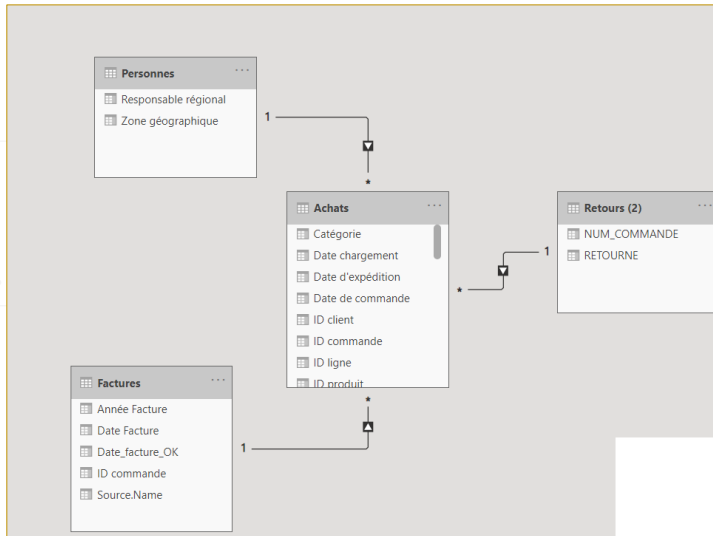 Personnes
Responsable régional
Zone géographique
1
*
Achats
Catégorie
Date chargement
Date d'expédition
Date de commande
ID client
ID commande
ID ligne
ID produit
Retours (2)
NUM_COMMANDE
RETOURNE
1
*
Factures
Année Facture
Date Facture
Date_facture_OK
ID commande
Source.Name
1
*